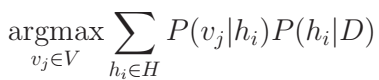 argmax ∑ P(v_j|h_i)P(h_i|D)
v_j∈V h_i∈H